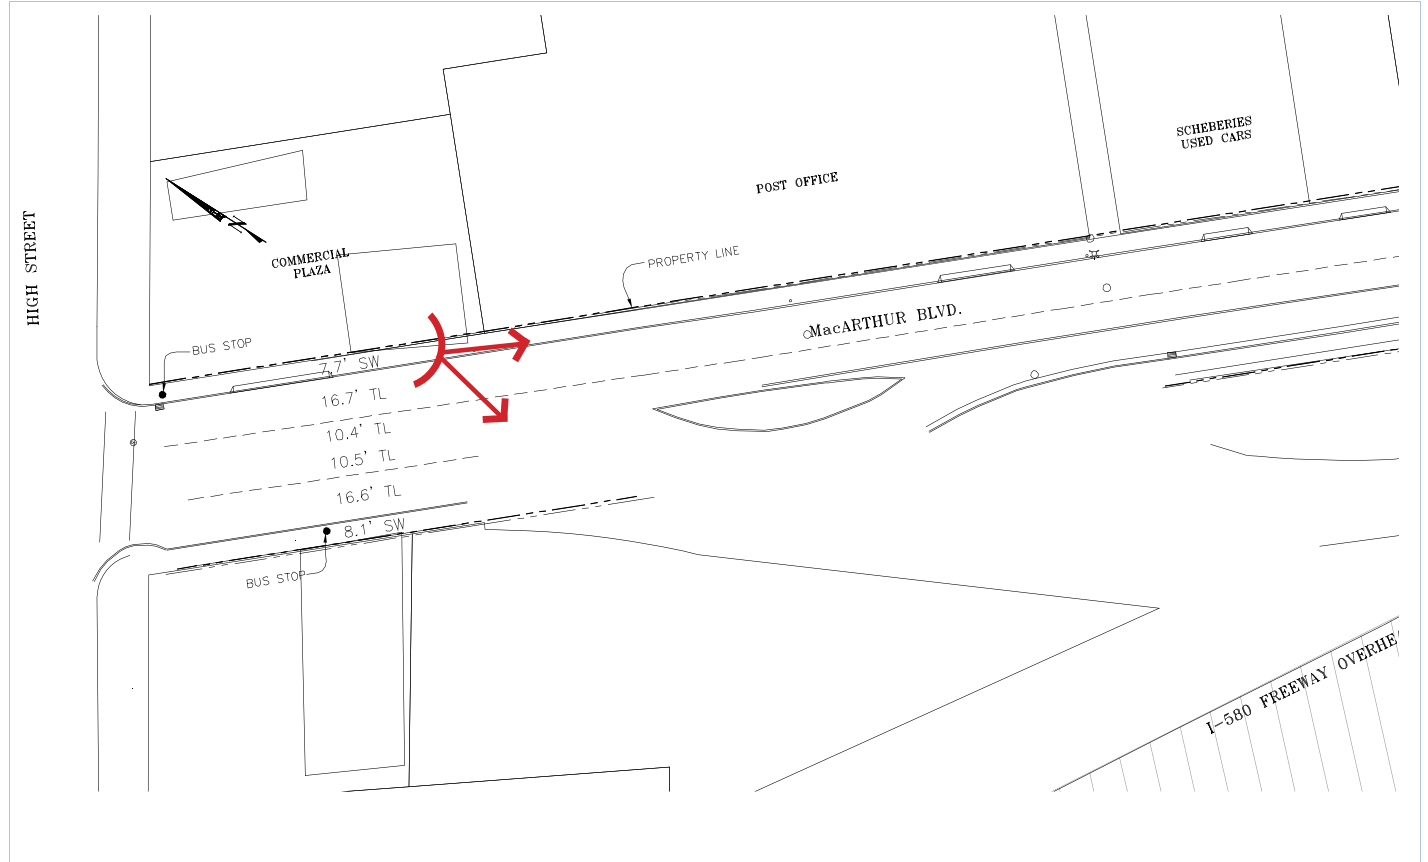 SCHEBERIES
USED CARS
POST OFFICE
HIGH STREET
N
COMMERCIAL
PLAZA
PROPERTY LINE
MacARTHUR BLVD.
BUS STOP
7.7' SW
16.7' TL
10.4' TL
10.5' TL
16.6' TL
8.1' SW
BUS STOP
I-580 FREEWAY OVERHE